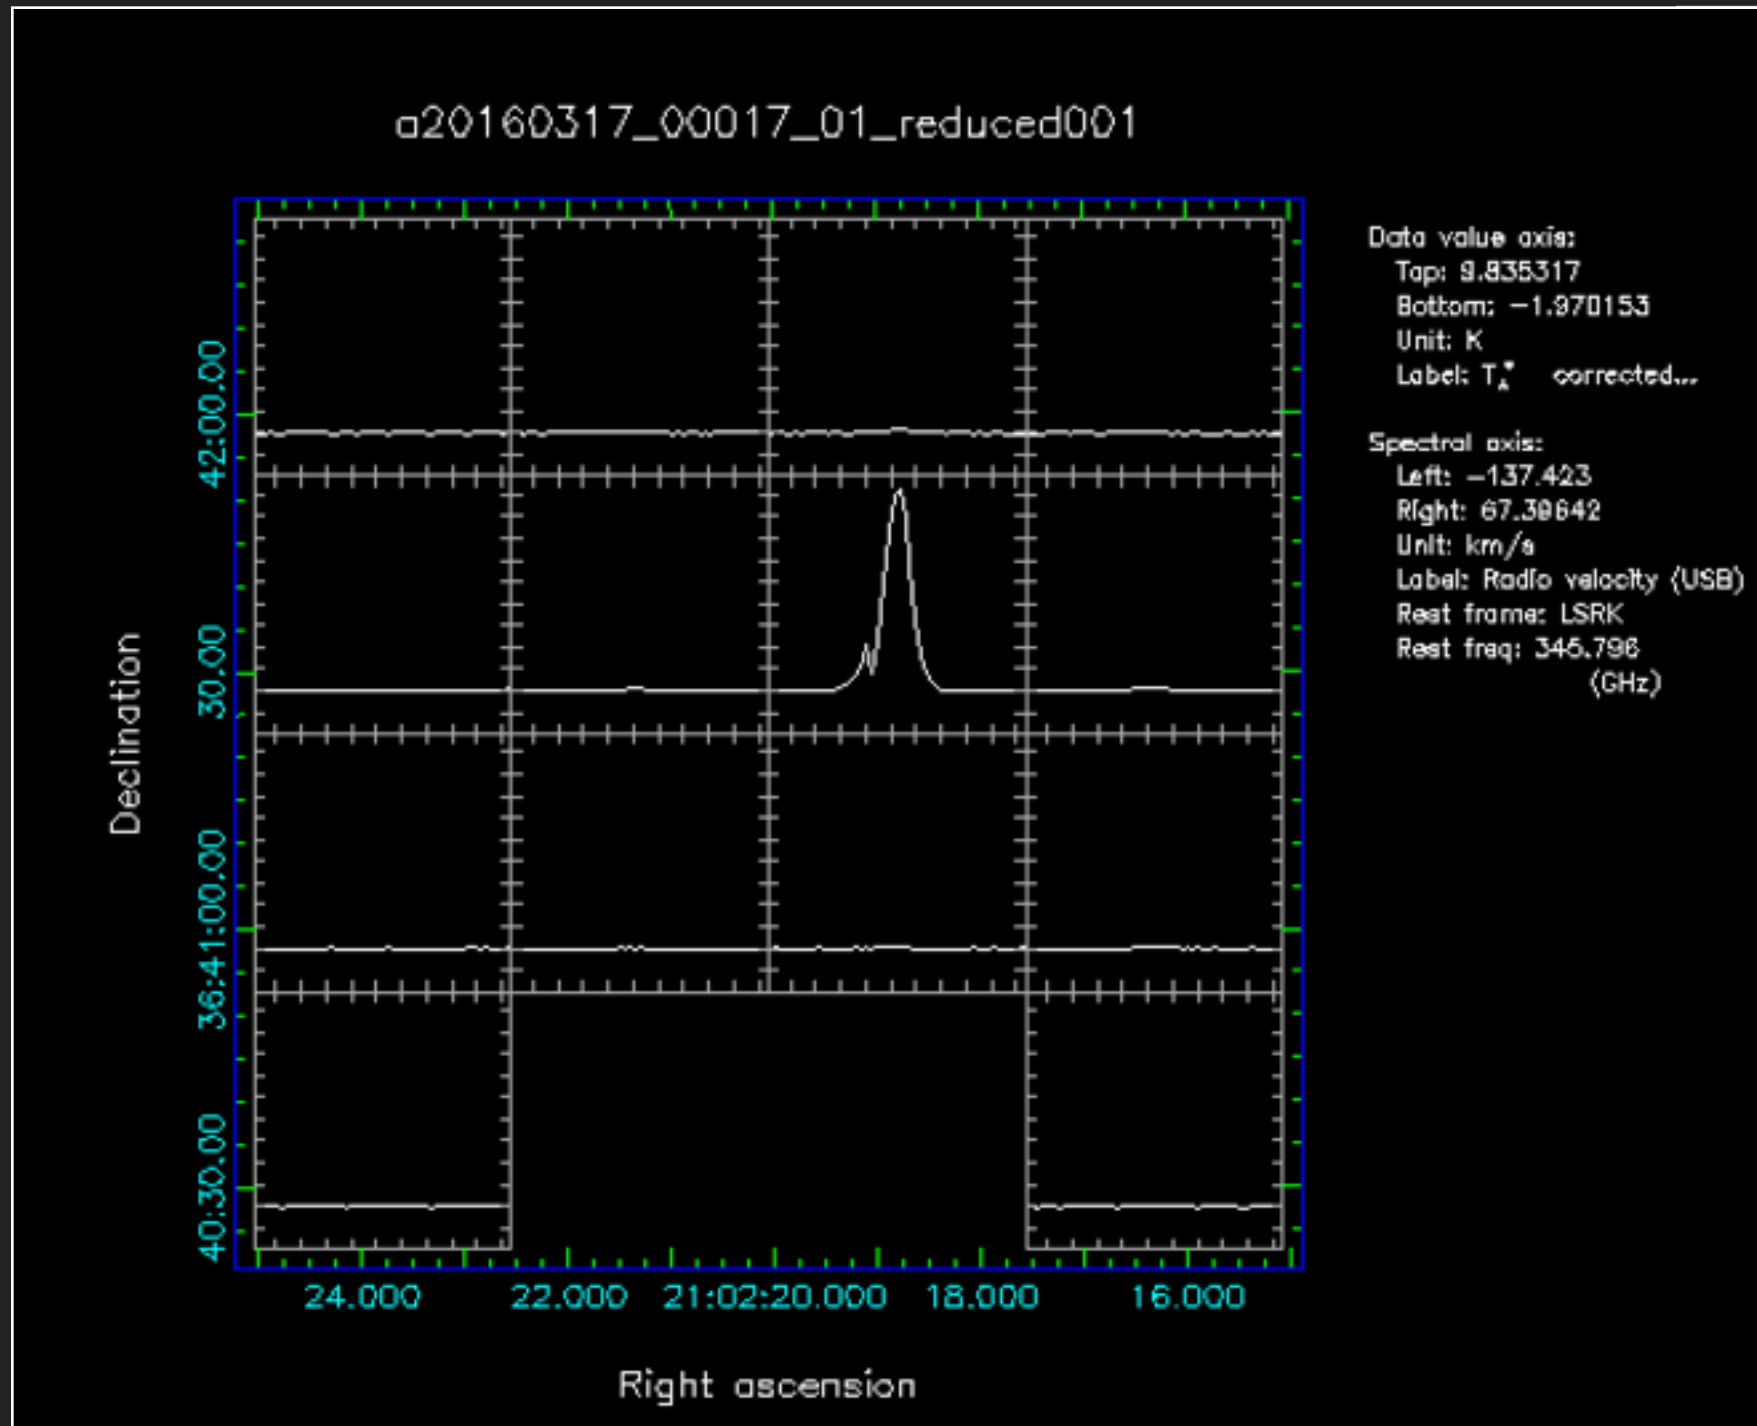 a20160317_00017_01_reduced001
Data value axis:
Top: 9.835317
Bottom: −1.970153
Unit: K
Label: T_A^* corrected...
Spectral axis:
Left: −137.423
Right: 67.39642
Unit: km/s
Label: Radio velocity (USB)
Rest frame: LSRK
Rest freq: 345.796
(GHz)
Declination
42:00.00
30.00
36:41:00.00
40:30.00
24.000 22.000 21:02:20.000 18.000 16.000
Right ascension